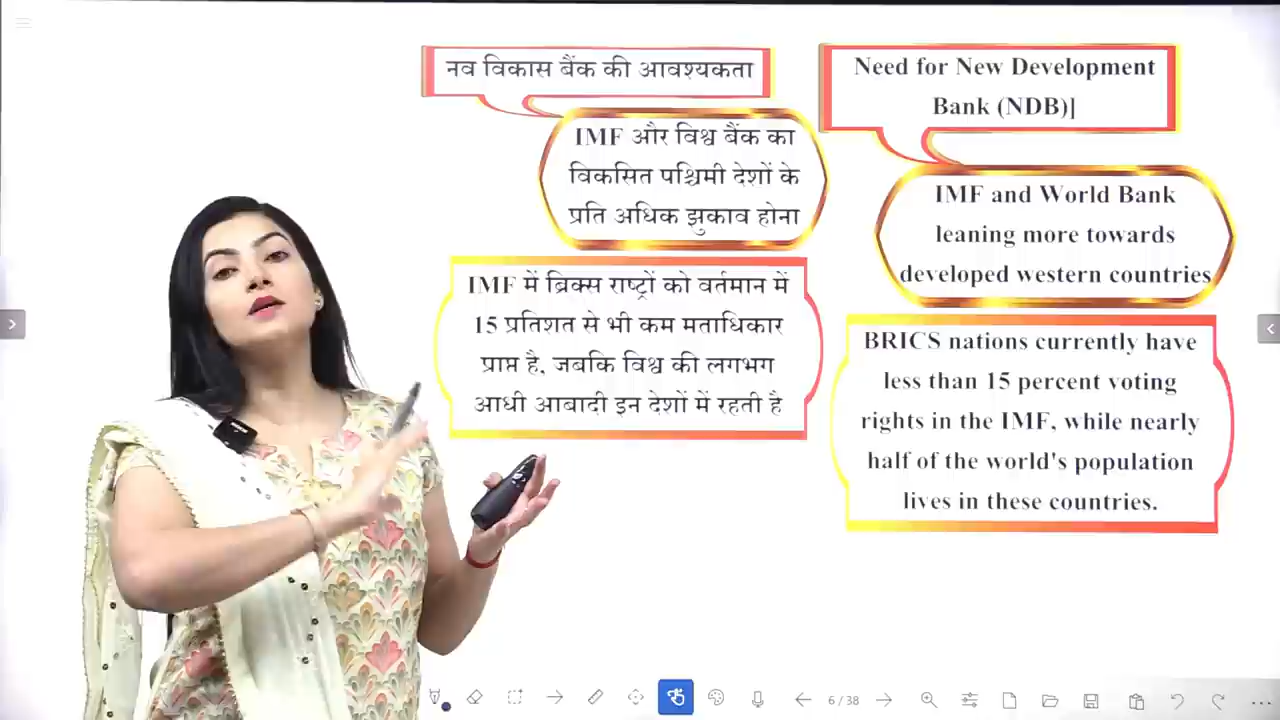 नव विकास बैंक की आवश्यकता
IMF और विश्व बैंक का
विकसित पश्चिमी देशों के
प्रति अधिक झुकाव होना
IMF में ब्रिक्स राष्ट्रों को वर्तमान में
15 प्रतिशत से भी कम मताधिकार
प्राप्त है, जबकि विश्व की लगभग
आधी आबादी इन देशों में रहती है
Need for New Development
Bank (NDB)]
IMF and World Bank
leaning more towards
developed western countries
BRICS nations currently have
less than 15 percent voting
rights in the IMF, while nearly
half of the world's population
lives in these countries.
6 / 38